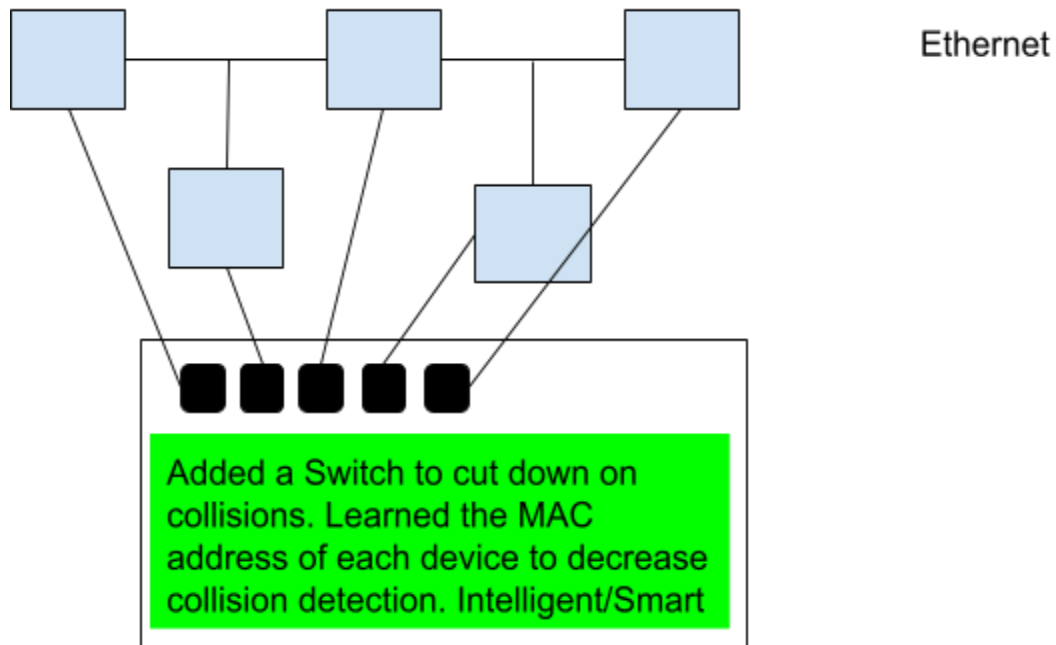 Ethernet
Added a Switch to cut down on
collisions. Learned the MAC
address of each device to decrease
collision detection. Intelligent/Smart